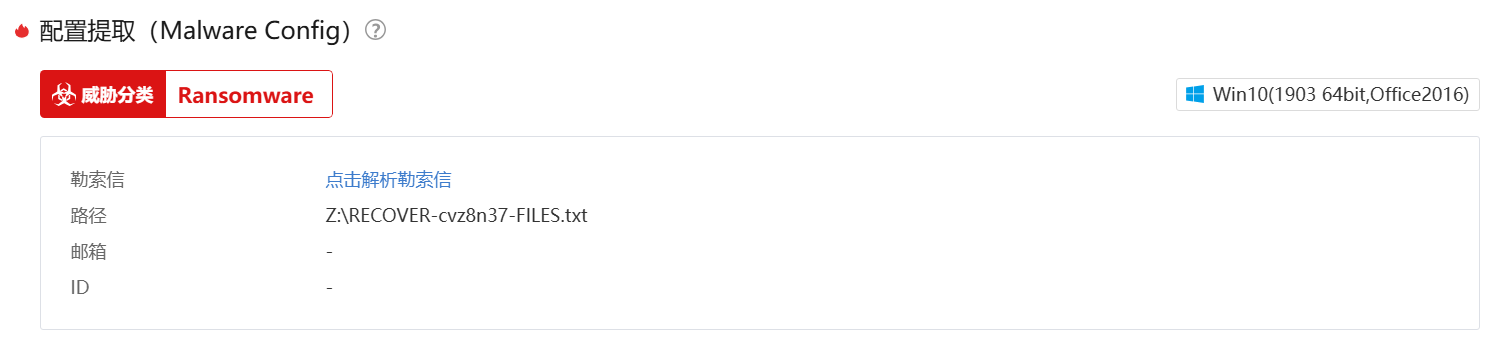 配置提取（Malware Config） ?
威胁分类 Ransomware
Win10(1903 64bit,Office2016)
勒索信 点击解析勒索信
路径 Z:\RECOVER-cvz8n37-FILES.txt
邮箱 -
ID -